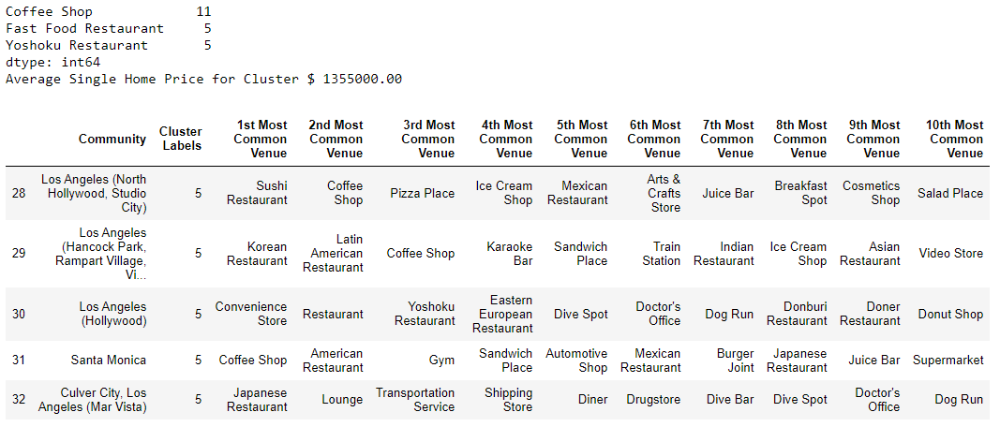 Coffee Shop 11
Fast Food Restaurant 5
Yoshoku Restaurant 5
dtype: int64
Average Single Home Price for Cluster $ 1355000.00
Community Cluster Labels 1st Most Common Venue 2nd Most Common Venue 3rd Most Common Venue 4th Most Common Venue 5th Most Common Venue 6th Most Common Venue 7th Most Common Venue 8th Most Common Venue 9th Most Common Venue 10th Most Common Venue
28 Los Angeles (North Hollywood, Studio City) 5 Sushi Restaurant Coffee Shop Pizza Place Ice Cream Shop Mexican Restaurant Arts & Crafts Store Juice Bar Breakfast Spot Cosmetics Shop Salad Place
29 Los Angeles (Hancock Park, Rampart Village, Vi... 5 Korean Restaurant Latin American Restaurant Coffee Shop Karaoke Bar Sandwich Place Train Station Indian Restaurant Ice Cream Shop Asian Restaurant Video Store
30 Los Angeles (Hollywood) 5 Convenience Store Restaurant Yoshoku Restaurant Eastern European Restaurant Dive Spot Doctor's Office Dog Run Donburi Restaurant Doner Restaurant Donut Shop
31 Santa Monica 5 Coffee Shop American Restaurant Gym Sandwich Place Automotive Shop Mexican Restaurant Burger Joint Japanese Restaurant Juice Bar Supermarket
32 Culver City, Los Angeles (Mar Vista) 5 Japanese Restaurant Lounge Transportation Service Shipping Store Diner Drugstore Dive Bar Dive Spot Doctor's Office Dog Run